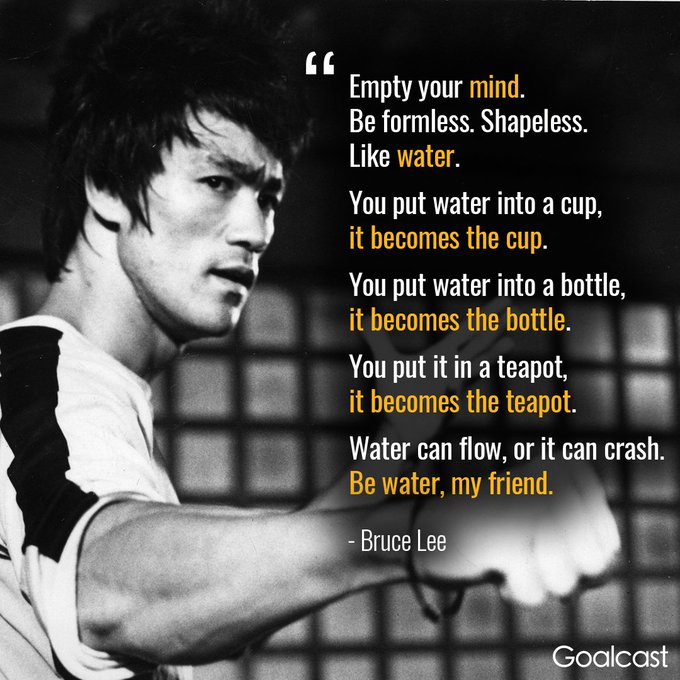 “
Empty your mind.
Be formless. Shapeless.
Like water.
You put water into a cup,
it becomes the cup.
You put water into a bottle,
it becomes the bottle.
You put it in a teapot,
it becomes the teapot.
Water can flow, or it can crash.
Be water, my friend.
- Bruce Lee
Goalcast